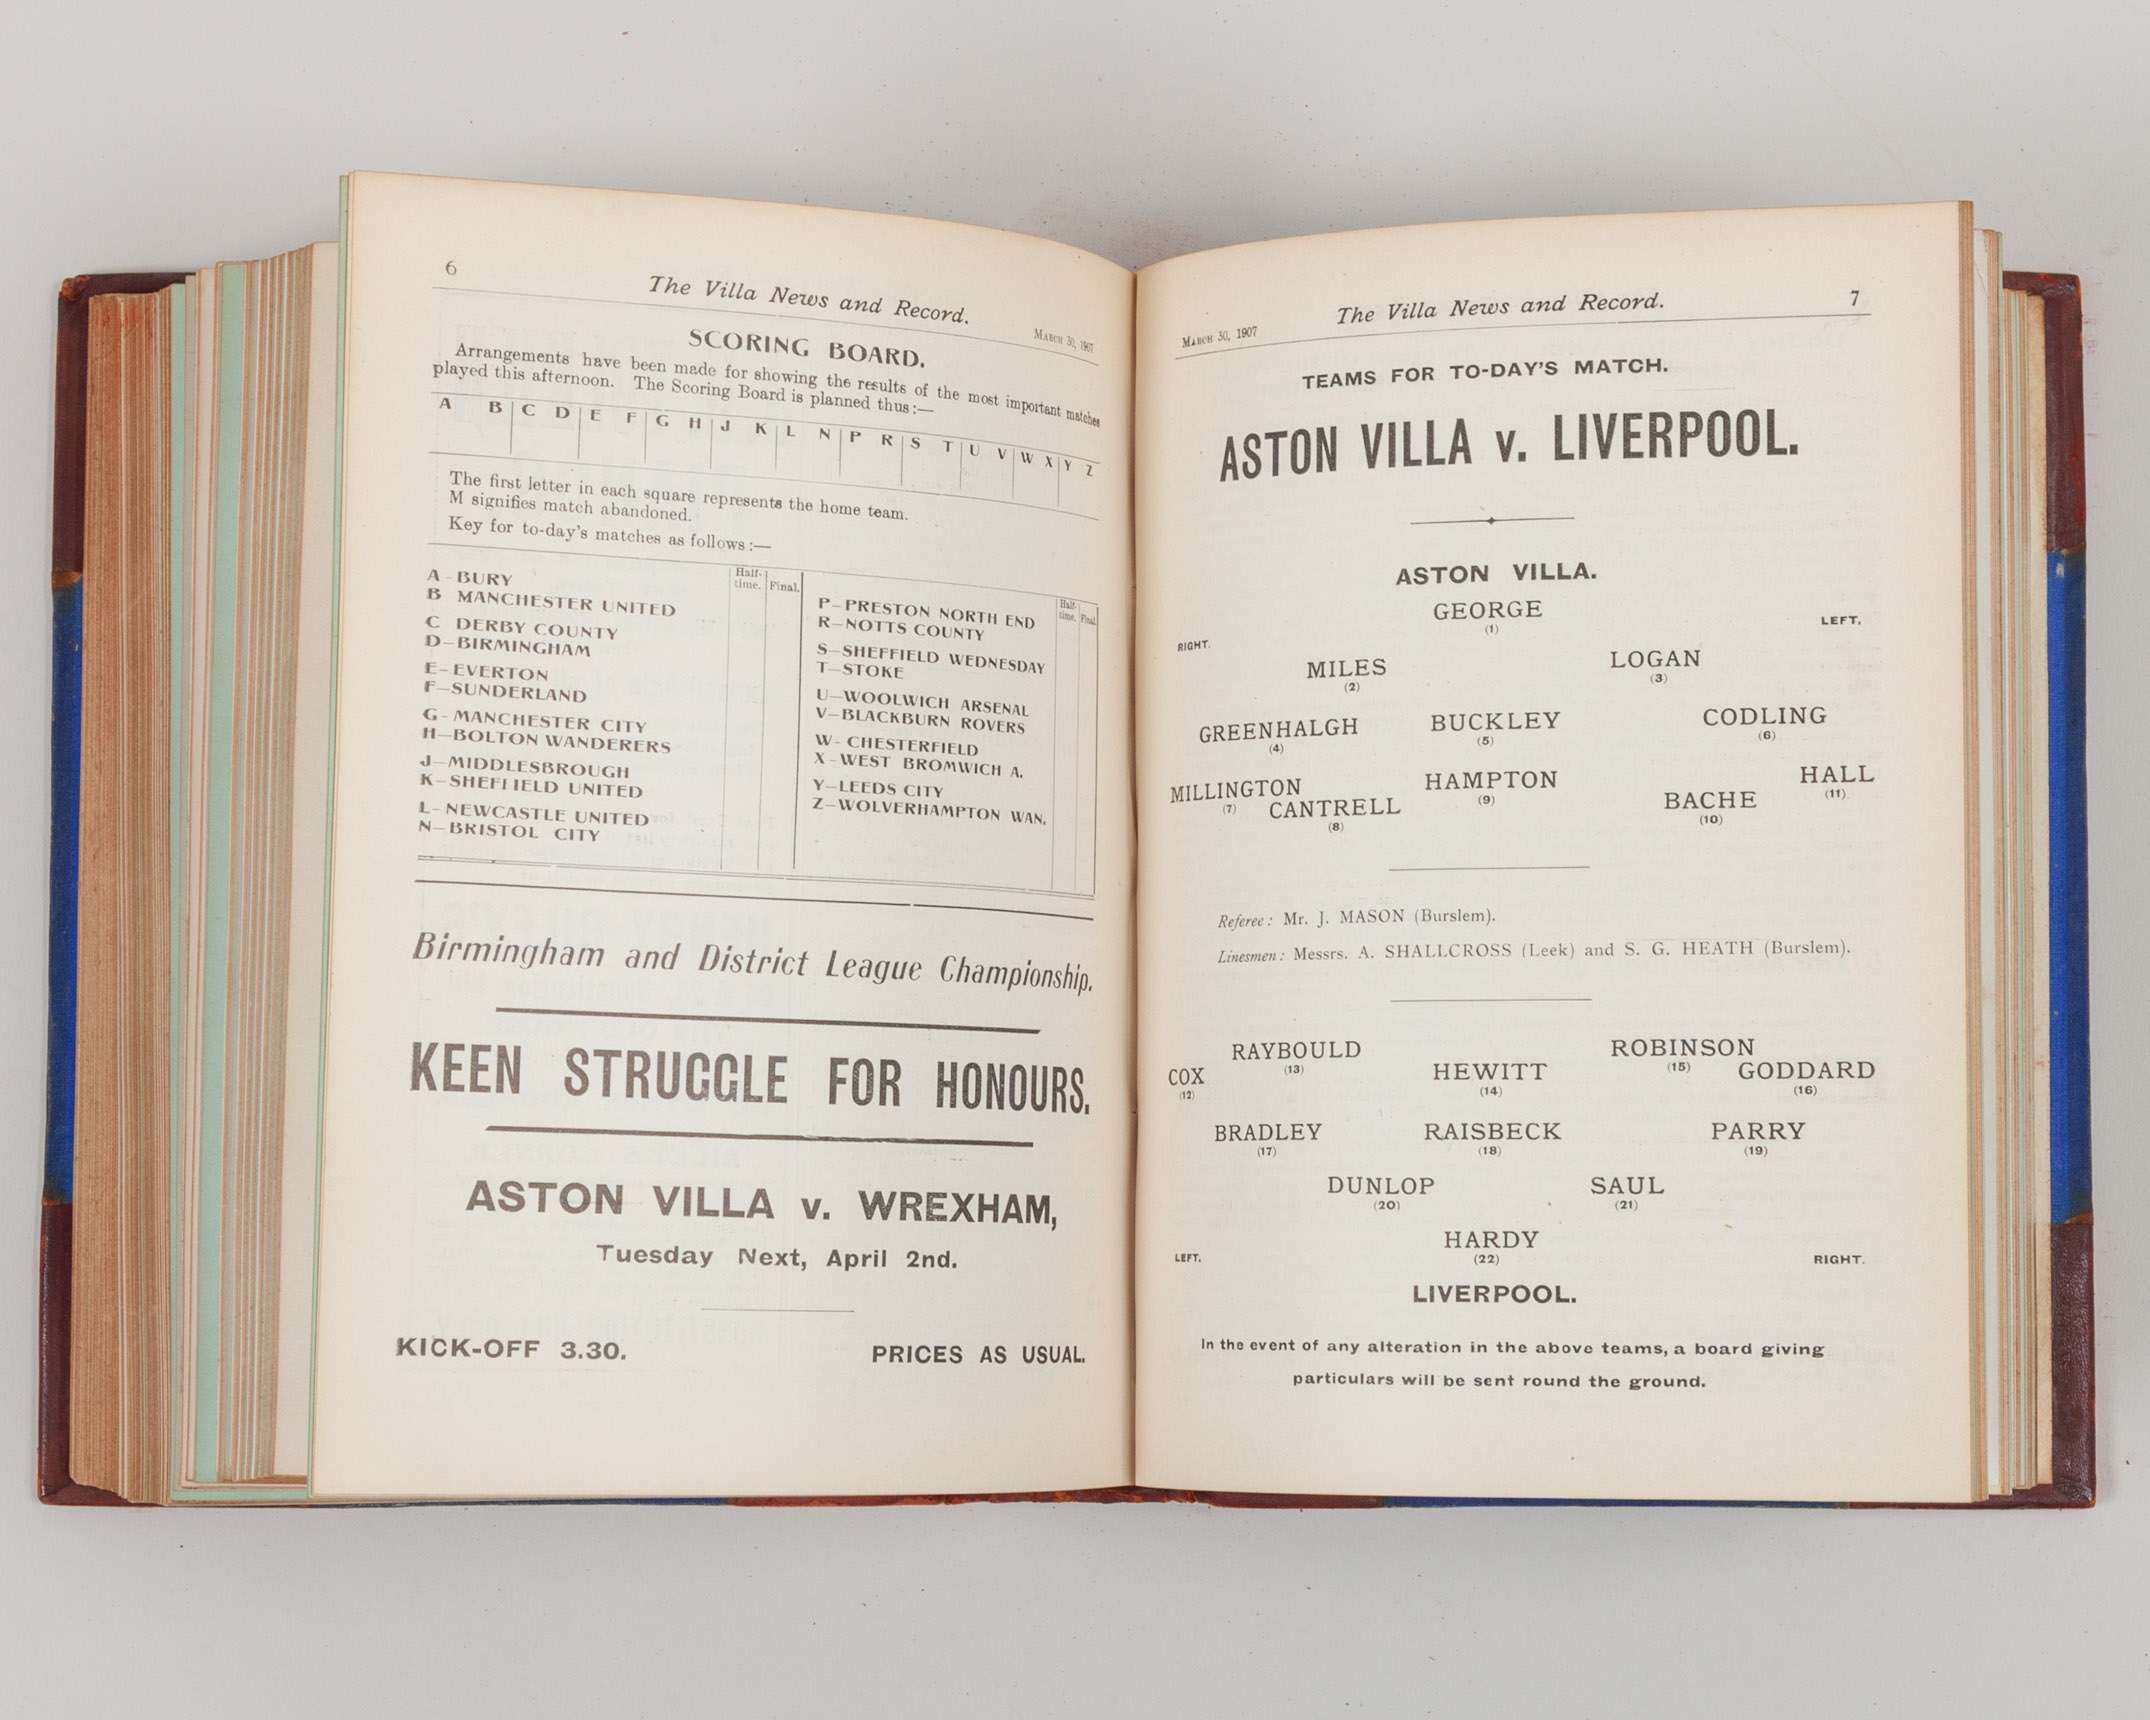 6
The Villa News and Record.
March 30, 1907
SCORING BOARD.
Arrangements have been made for showing the results of the most important matches
played this afternoon. The Scoring Board is planned thus:—
A B C D E F G H J K L N P R S T U V W X Y Z
The first letter in each square represents the home team.
M signifies match abandoned.
Key for to-day's matches as follows:—
Half-time. Final.
A-BURY
B MANCHESTER UNITED
C DERBY COUNTY
D—BIRMINGHAM
E—EVERTON
F—SUNDERLAND
G-MANCHESTER CITY
H—BOLTON WANDERERS
J—MIDDLESBROUGH
K—SHEFFIELD UNITED
L-NEWCASTLE UNITED
N—BRISTOL CITY
Half-time. Final.
P—PRESTON NORTH END
R—NOTTS COUNTY
S—SHEFFIELD WEDNESDAY
T—STOKE
U—WOOLWICH ARSENAL
V—BLACKBURN ROVERS
W-CHESTERFIELD
X-WEST BROMWICH A.
Y—LEEDS CITY
Z—WOLVERHAMPTON WAN.
Birmingham and District League Championship.
KEEN STRUGGLE FOR HONOURS.
ASTON VILLA v. WREXHAM,
Tuesday Next, April 2nd.
KICK-OFF 3.30. PRICES AS USUAL.
The Villa News and Record. 7
March 30, 1907
TEAMS FOR TO-DAY'S MATCH.
ASTON VILLA v. LIVERPOOL.
ASTON VILLA.
GEORGE
(1)
RIGHT. LEFT.
MILES LOGAN
(2) (3)
GREENHALGH BUCKLEY CODLING
(4) (5) (6)
MILLINGTON CANTRELL HAMPTON BACHE HALL
(7) (8) (9) (10) (11)
Referee: Mr. J. MASON (Burslem).
Linesmen: Messrs. A. SHALLCROSS (Leek) and S. G. HEATH (Burslem).
COX RAYBOULD HEWITT ROBINSON GODDARD
(12) (13) (14) (15) (16)
BRADLEY RAISBECK PARRY
(17) (18) (19)
DUNLOP SAUL
(20) (21)
HARDY
(22)
LEFT. RIGHT.
LIVERPOOL.
In the event of any alteration in the above teams, a board giving
particulars will be sent round the ground.